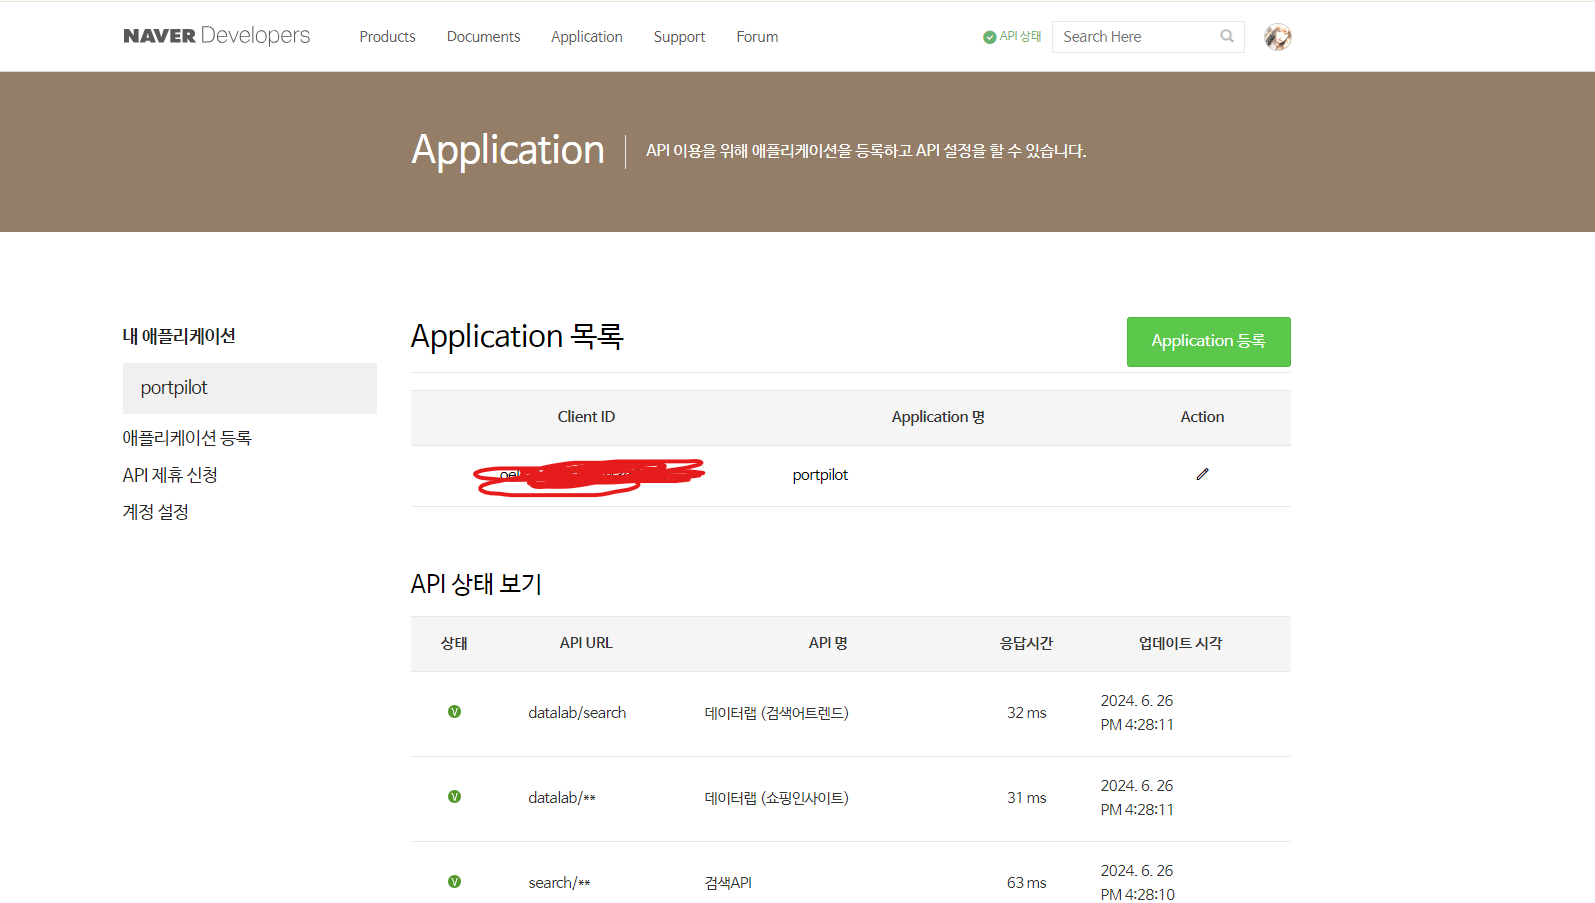 NAVER Developers
Products
Documents
Application
Support
Forum
API 상태
Search Here
Application
API 이용을 위해 애플리케이션을 등록하고 API 설정을 할 수 있습니다.
내 애플리케이션
portpilot
애플리케이션 등록
API 제휴 신청
계정 설정
Application 목록
Application 등록
Client ID
Application 명
Action
portpilot
API 상태 보기
상태
API URL
API 명
응답시간
업데이트 시각
V
datalab/search
데이터랩 (검색어트렌드)
32 ms
2024. 6. 26
PM 4:28:11
V
datalab/**
데이터랩 (쇼핑인사이트)
31 ms
2024. 6. 26
PM 4:28:11
V
search/**
검색API
63 ms
2024. 6. 26
PM 4:28:10